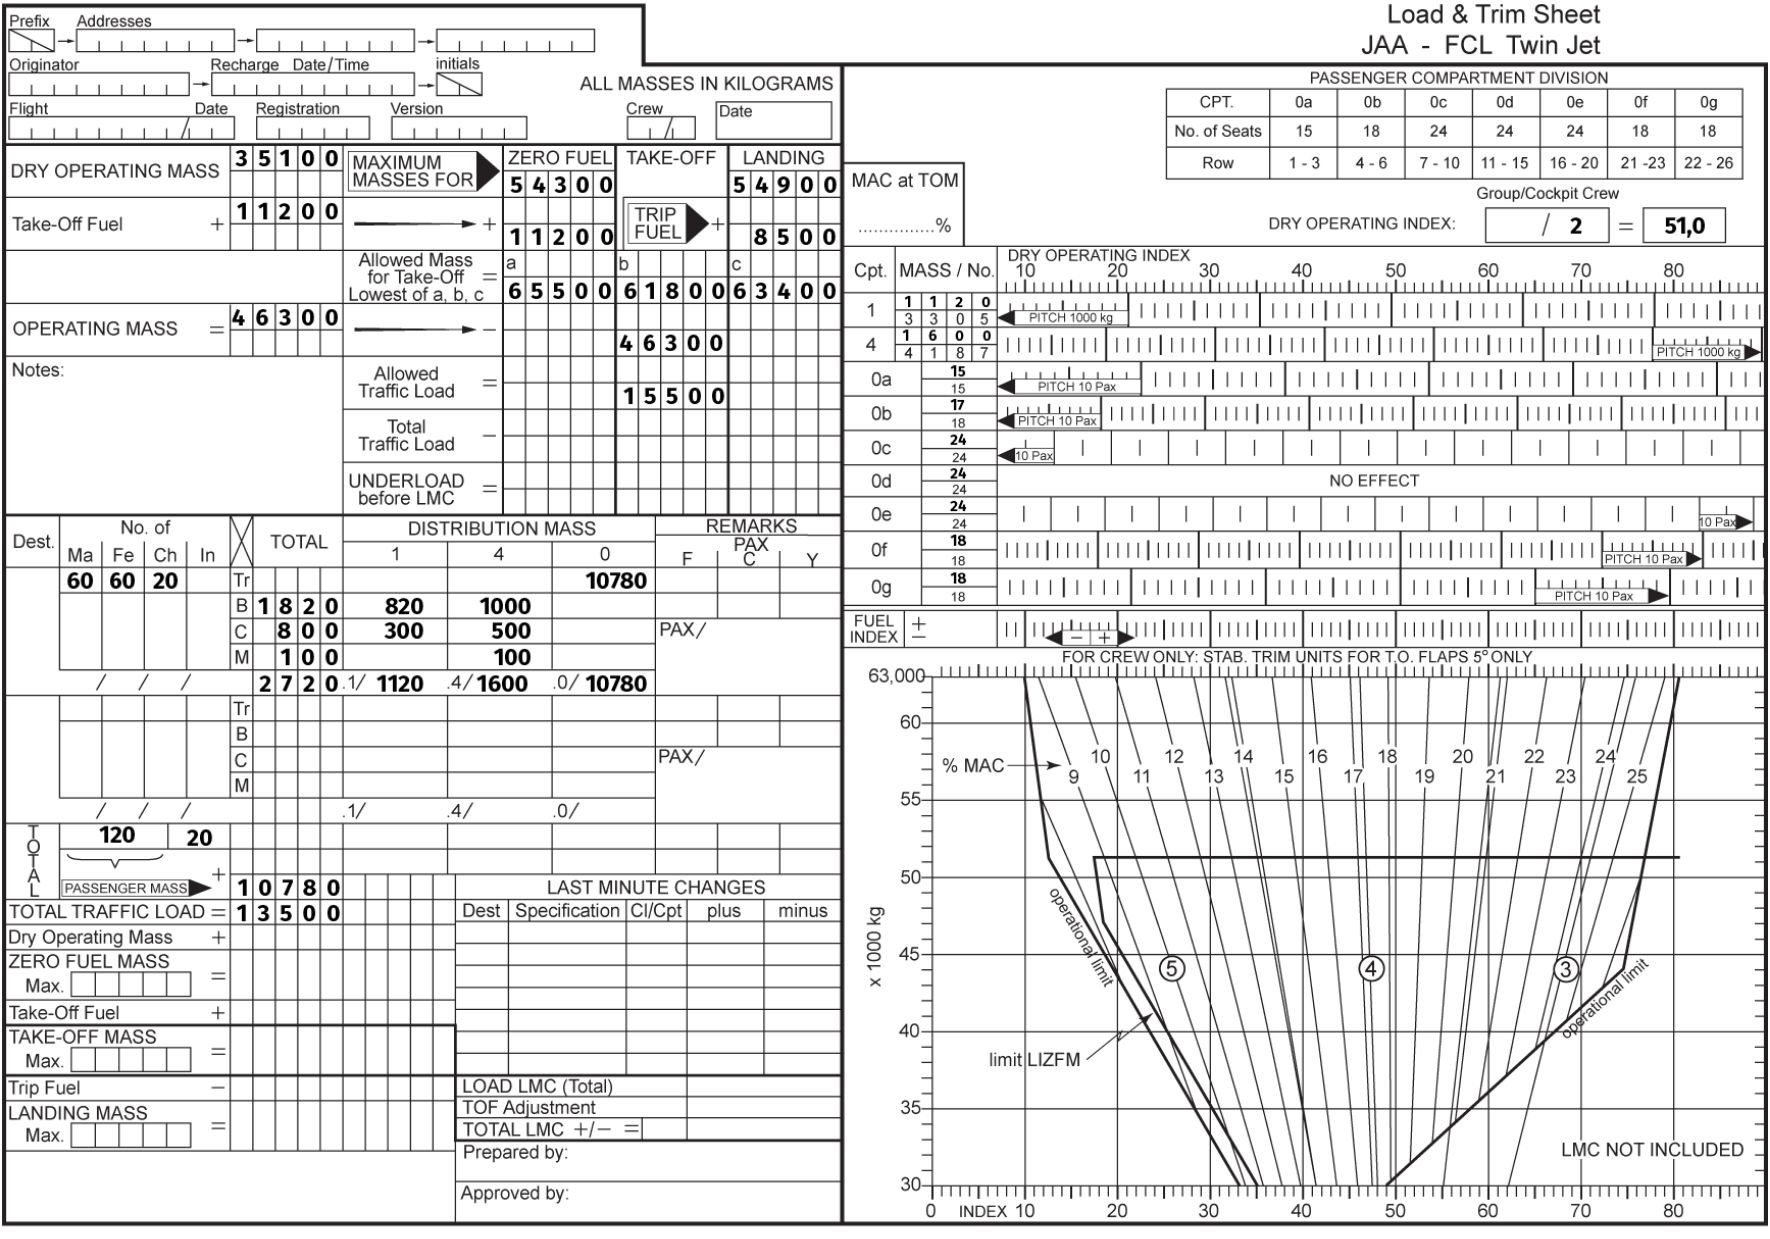 Load & Trim Sheet
JAA - FCL Twin Jet
Prefix Addresses
Originator Recharge Date/Time initials
ALL MASSES IN KILOGRAMS
Flight Date Registration Version Crew Date
DRY OPERATING MASS 35100 MAXIMUM MASSES FOR ZERO FUEL TAKE-OFF LANDING
54300 54900
Take-Off Fuel + 11200 + 11200 TRIP FUEL + 8500
Allowed Mass for Take-Off Lowest of a, b, c = a b c
65500 61800 63400
OPERATING MASS = 46300 - 46300
Notes:
Allowed Traffic Load = 15500
Total Traffic Load -
UNDERLOAD before LMC =
Dest. No. of TOTAL DISTRIBUTION MASS REMARKS
Ma Fe Ch In 1 4 0 PAX
F C Y
60 60 20 Tr 10780
B 1820 820 1000
C 800 300 500 PAX/
M 100 100
/ / / 2720 .1/ 1120 .4/ 1600 .0/ 10780
Tr
B
C PAX/
M
/ / / .1/ .4/ .0/
TOTAL 120 20
+
PASSENGER MASS 10780
LAST MINUTE CHANGES
TOTAL TRAFFIC LOAD = 13500
Dest Specification Cl/Cpt plus minus
Dry Operating Mass +
ZERO FUEL MASS
Max. =
Take-Off Fuel +
TAKE-OFF MASS
Max. =
Trip Fuel -
LANDING MASS
Max. =
LOAD LMC (Total)
TOF Adjustment
TOTAL LMC +/- =
Prepared by:
Approved by:
PASSENGER COMPARTMENT DIVISION
CPT. 0a 0b 0c 0d 0e 0f 0g
No. of Seats 15 18 24 24 24 18 18
Row 1 - 3 4 - 6 7 - 10 11 - 15 16 - 20 21 -23 22 - 26
MAC at TOM
...............%
Group/Cockpit Crew
DRY OPERATING INDEX: / 2 = 51,0
Cpt. MASS / No. DRY OPERATING INDEX
10 20 30 40 50 60 70 80
1 1120
3305 PITCH 1000 kg
4 1600
4187 PITCH 1000 kg
0a 15
15 PITCH 10 Pax
0b 17
18 PITCH 10 Pax
0c 24
24 10 Pax
0d 24
24 NO EFFECT
0e 24
24 10 Pax
0f 18
18 PITCH 10 Pax
0g 18
18 PITCH 10 Pax
FUEL INDEX + - - +
FOR CREW ONLY: STAB. TRIM UNITS FOR T.O. FLAPS 5° ONLY
63,000
60
% MAC 9 10 11 12 13 14 15 16 17 18 19 20 21 22 23 24 25
55
50
45
x 1000 kg
operational limit
5 4 3
operational limit
40
limit LIZFM
35
LMC NOT INCLUDED
30
0 INDEX 10 20 30 40 50 60 70 80